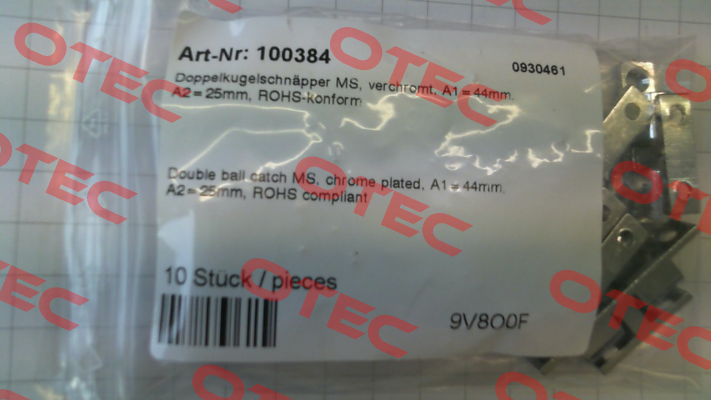 Art-Nr: 100384
0930461
Doppelkugelschnäpper MS, verchromt, A1 = 44mm,
A2 = 25mm, ROHS-konform
Double ball catch MS, chrome plated, A1 = 44mm,
A2 = 25mm, ROHS compliant
10 Stück / pieces
9V8O0F
OTEC
OTEC
OTEC
OTEC
OTEC
OTEC
OTEC